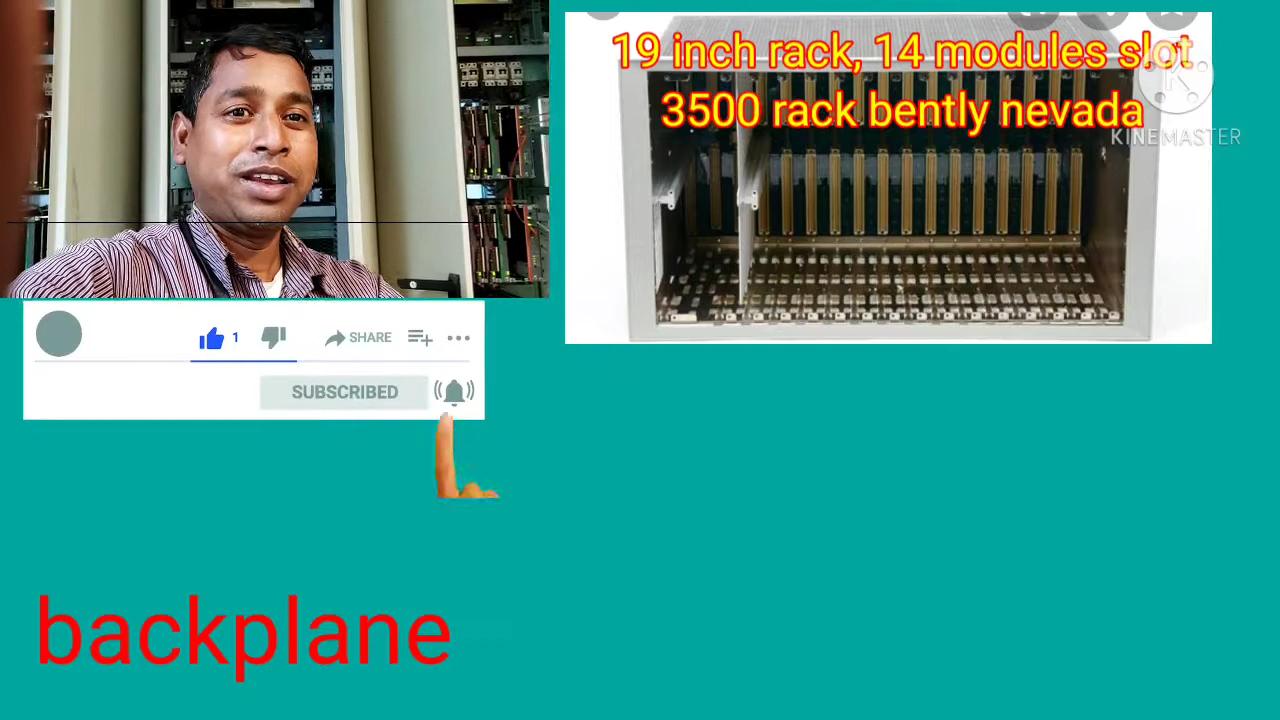 19 inch rack, 14 modules slot
3500 rack bently nevada
KINEMASTER
1
SHARE
SUBSCRIBED
backplane